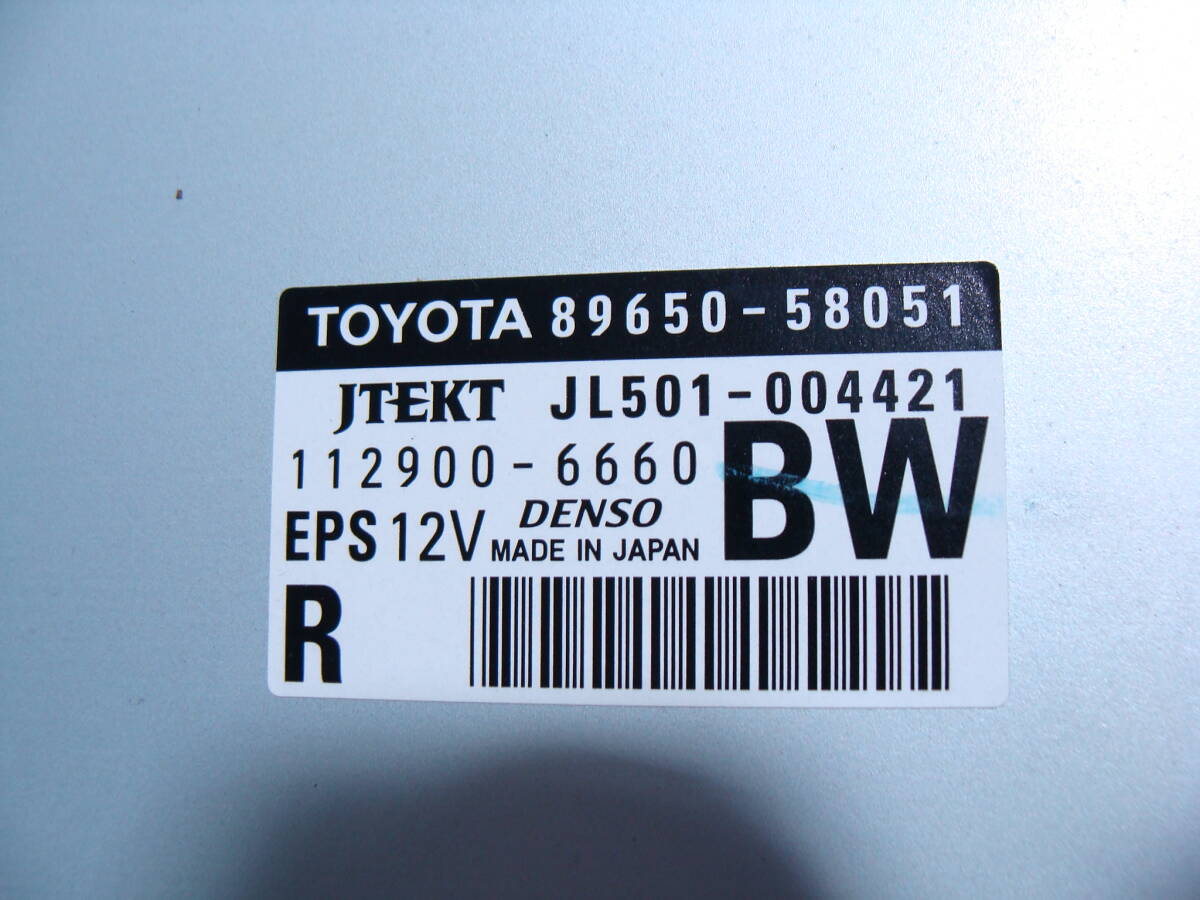 TOYOTA 89650-58051
JTEKT JL501-004421
112900-6660 BW
EPS 12V DENSO
MADE IN JAPAN
R